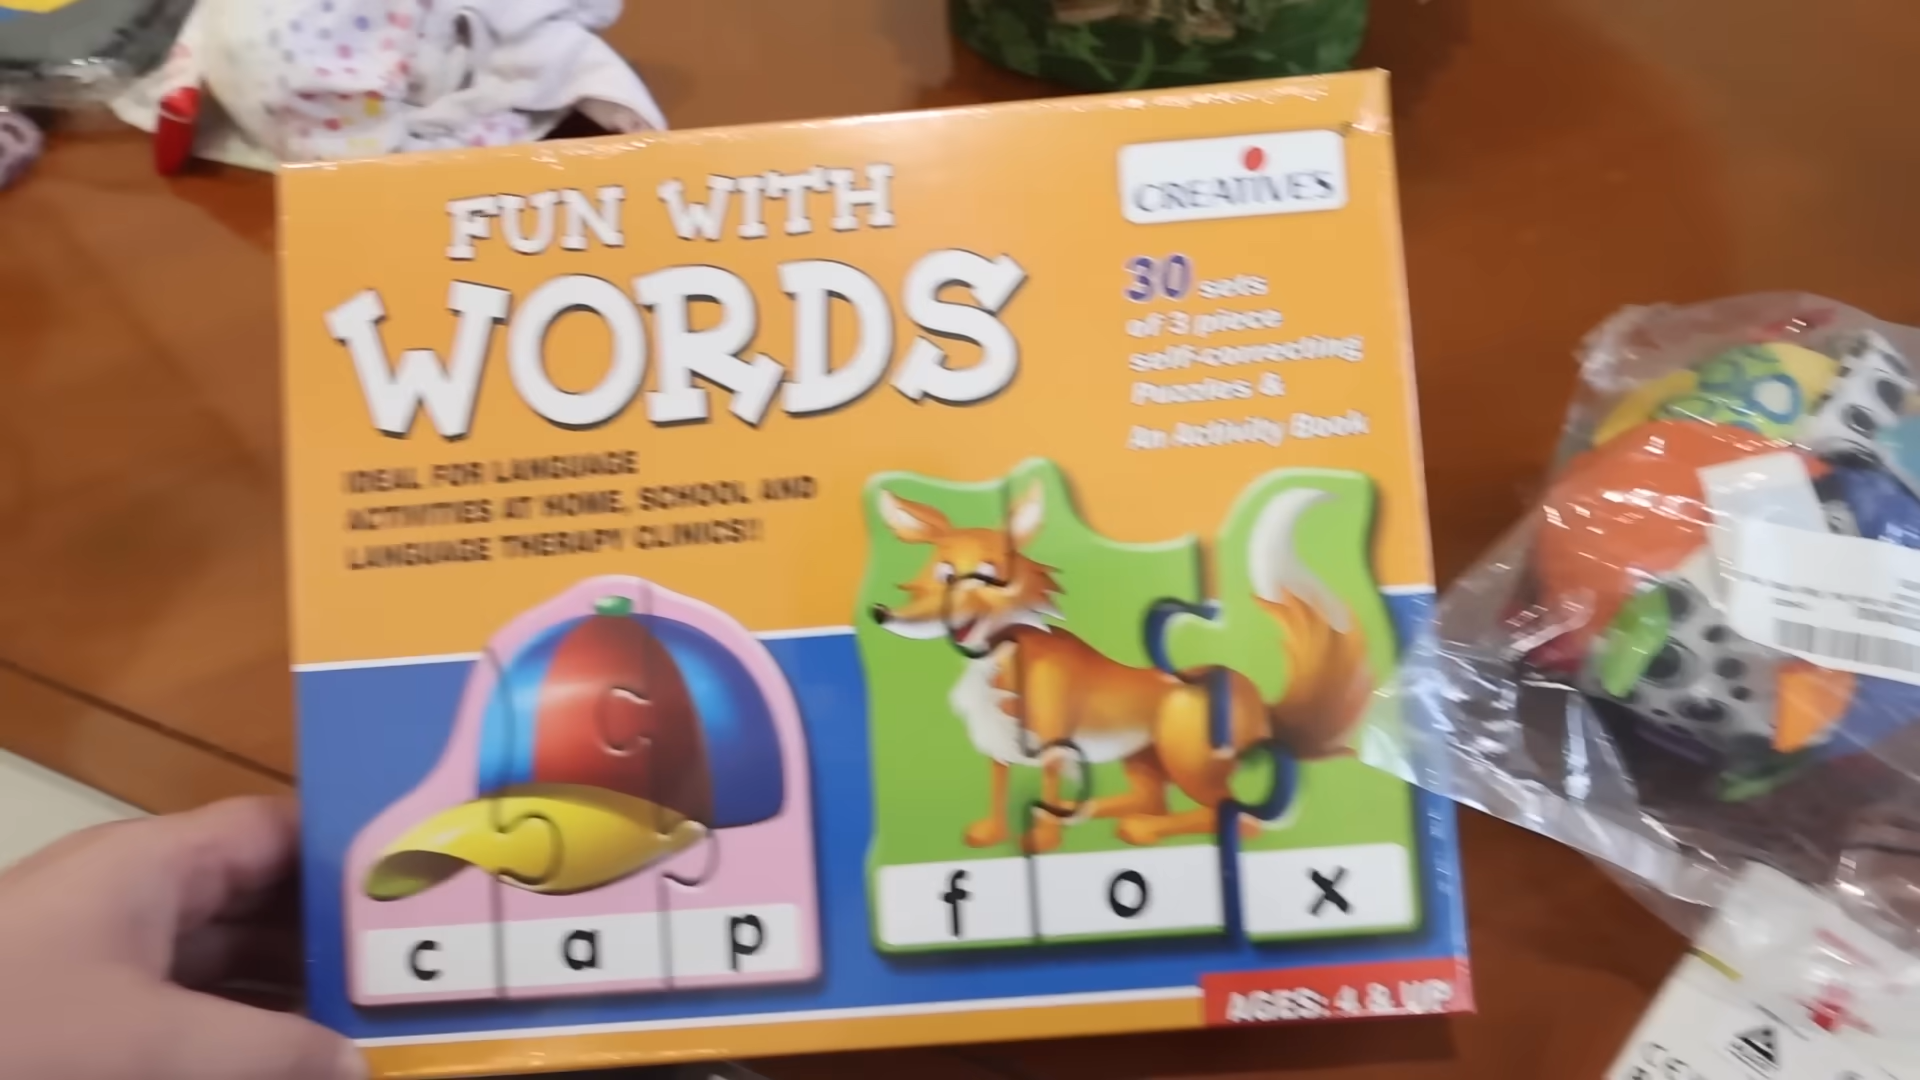 FUN WITH
WORDS
CREATIVES
30 sets
of 3 piece
self-correcting
Puzzles &
An Activity Book
IDEAL FOR LANGUAGE
ACTIVITIES AT HOME, SCHOOL AND
LANGUAGE THERAPY CLINICS!!
C
c a p
f o x
AGES: 4 & UP